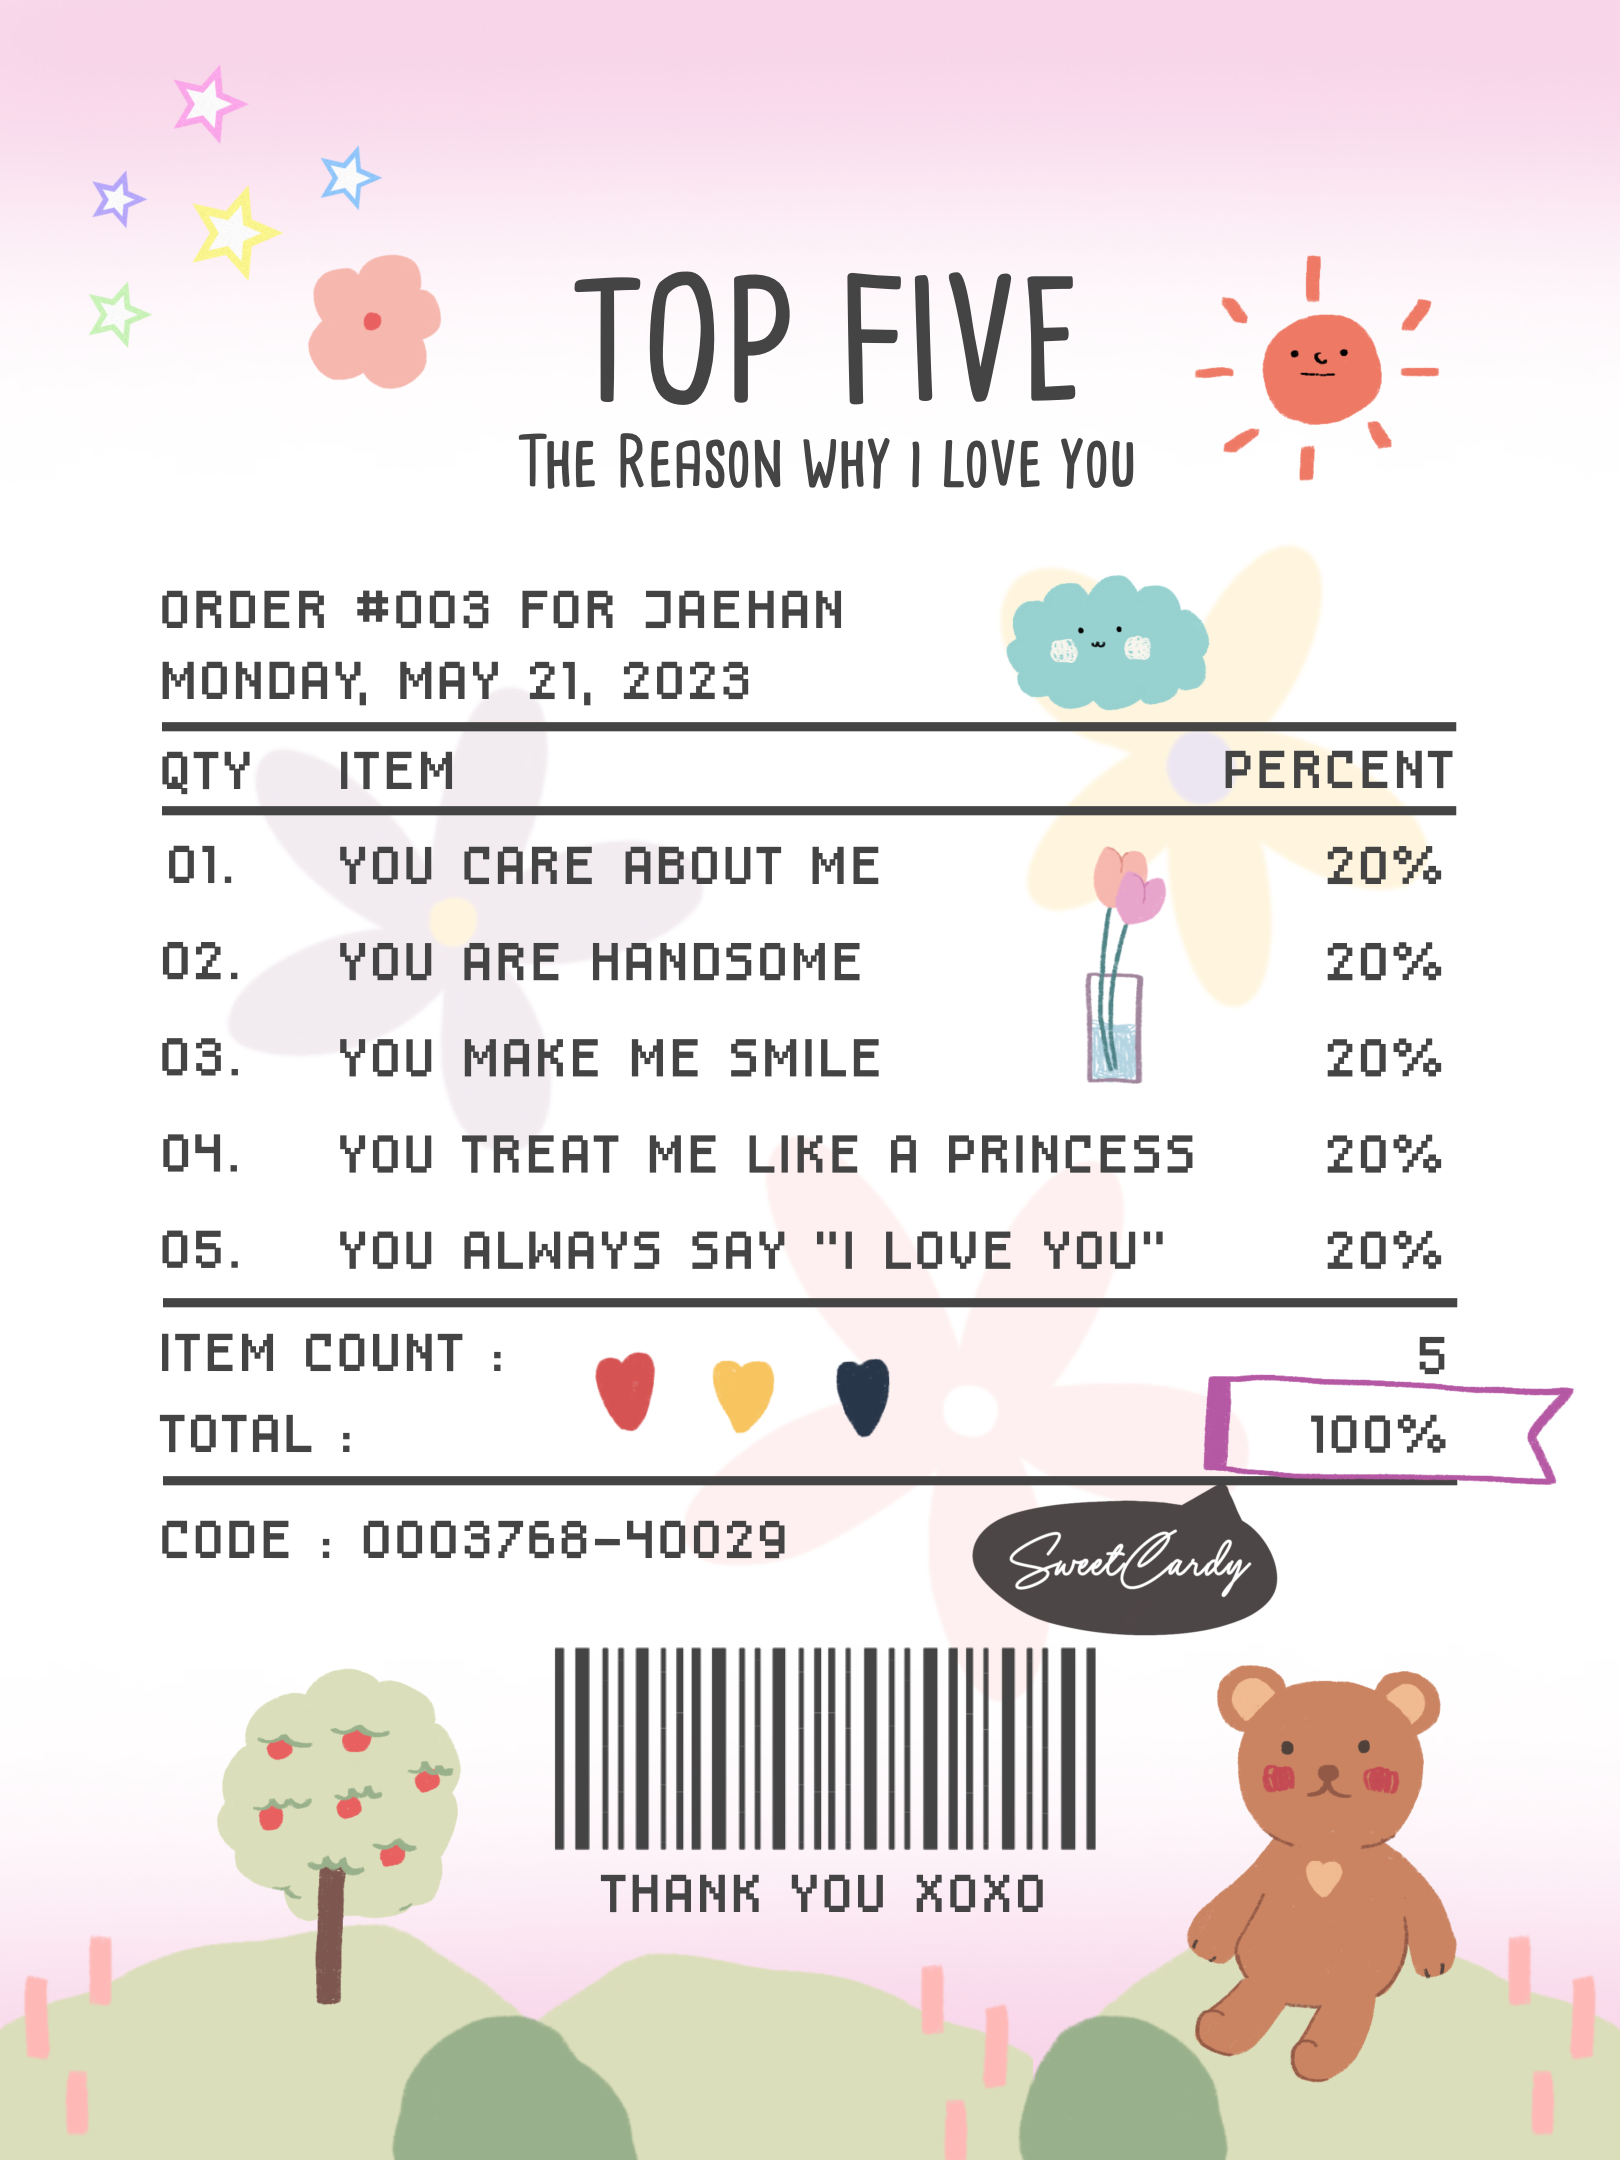 TOP FIVE
THE REASON WHY I LOVE YOU
ORDER #003 FOR JAEHAN
MONDAY, MAY 21, 2023
QTY ITEM PERCENT
01. YOU CARE ABOUT ME 20%
02. YOU ARE HANDSOME 20%
03. YOU MAKE ME SMILE 20%
04. YOU TREAT ME LIKE A PRINCESS 20%
05. YOU ALWAYS SAY "I LOVE YOU" 20%
ITEM COUNT : 5
TOTAL : 100%
CODE : 0003768-40029
SweetCardy
THANK YOU XOXO